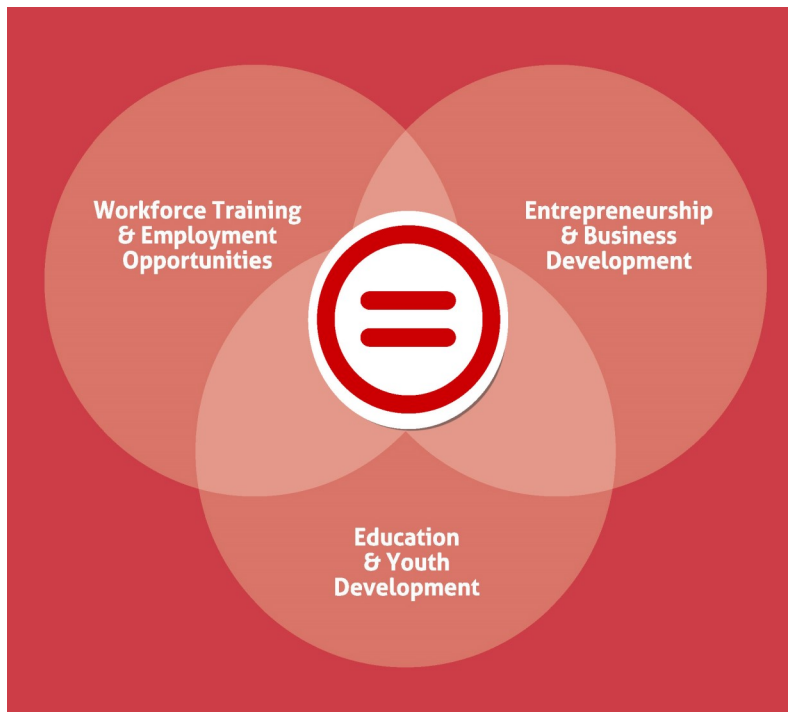 Workforce Training
& Employment
Opportunities
Entrepreneurship
& Business
Development
Education
& Youth
Development